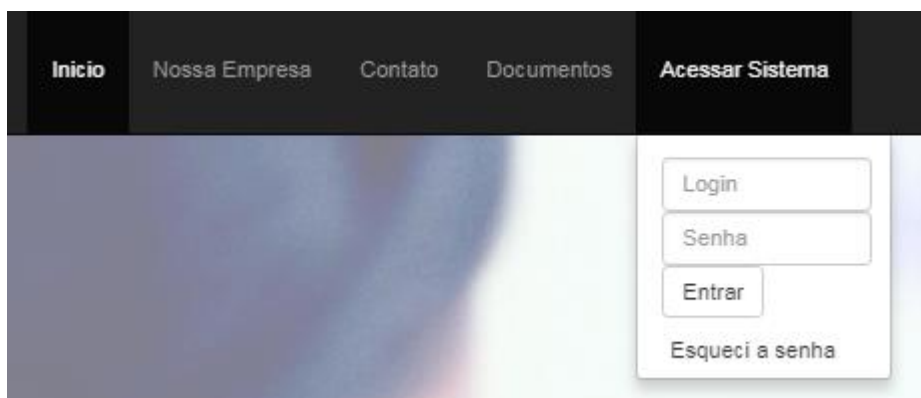 Inicio Nossa Empresa Contato Documentos Acessar Sistema
Login
Senha
Entrar
Esqueci a senha